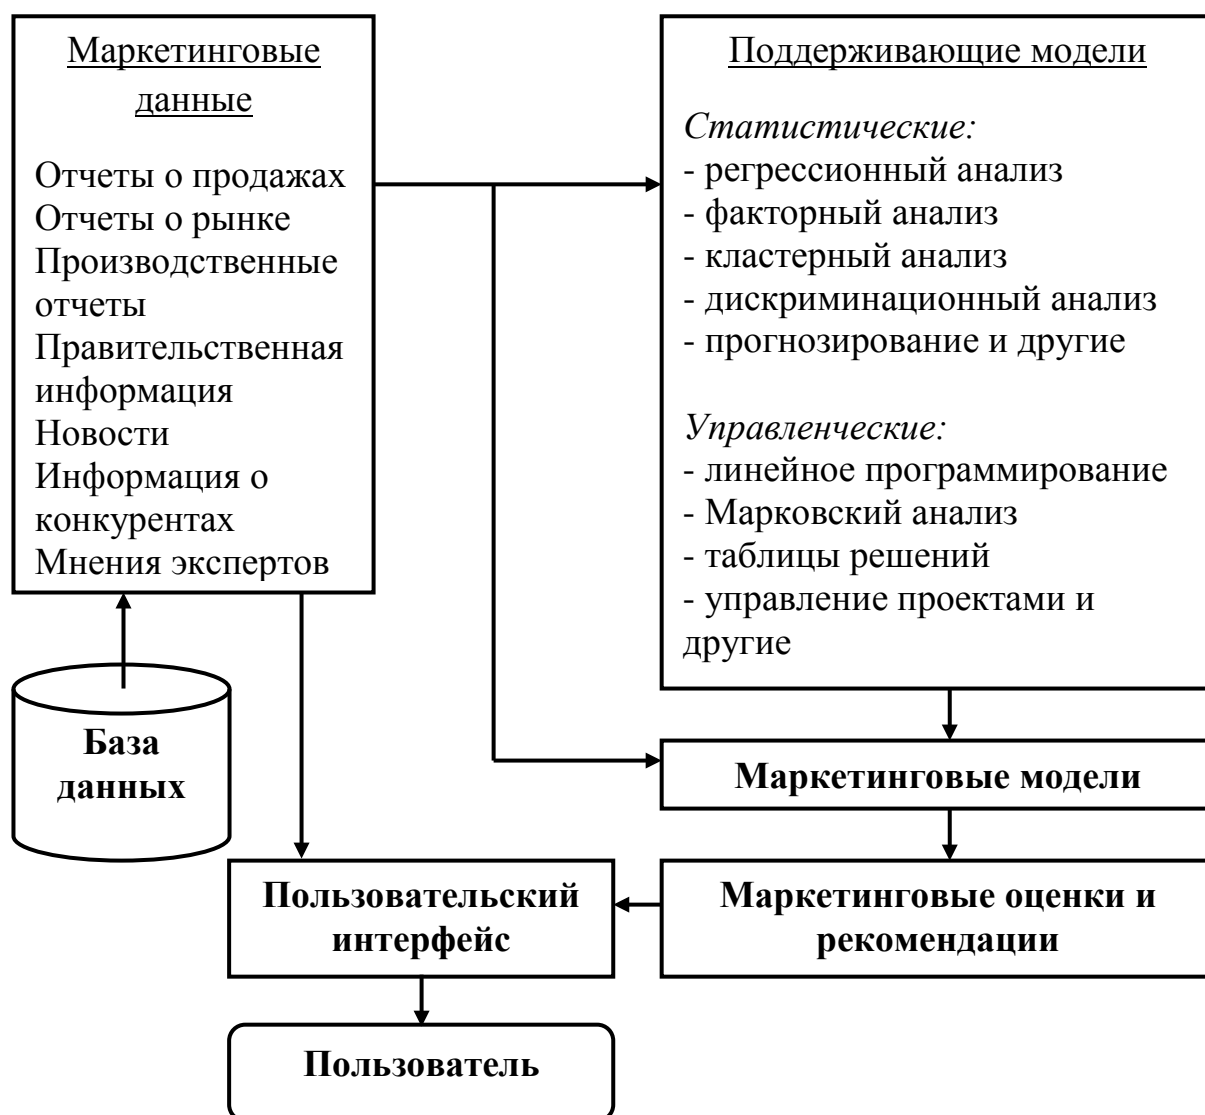 Маркетинговые
данные
Отчеты о продажах
Отчеты о рынке
Производственные
отчеты
Правительственная
информация
Новости
Информация о
конкурентах
Мнения экспертов
База
данных
Поддерживающие модели
Статистические:
- регрессионный анализ
- факторный анализ
- кластерный анализ
- дискриминационный анализ
- прогнозирование и другие
Управленческие:
- линейное программирование
- Марковский анализ
- таблицы решений
- управление проектами и
другие
Маркетинговые модели
Маркетинговые оценки и
рекомендации
Пользовательский
интерфейс
Пользователь